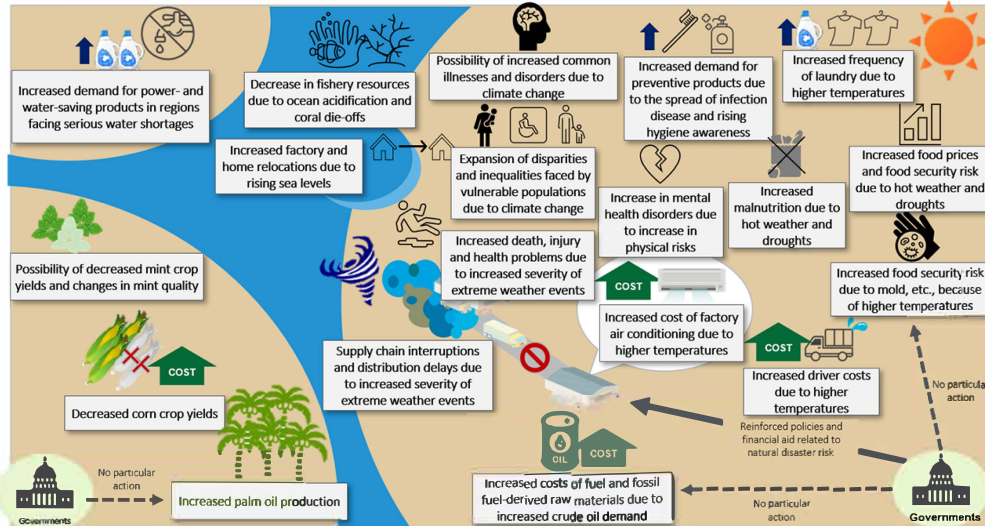 Increased demand for power- and
water-saving products in regions
facing serious water shortages
Decrease in fishery resources
due to ocean acidification and
coral die-offs
Possibility of increased common
illnesses and disorders due to
climate change
Increased demand for
preventive products due
to the spread of infection
disease and rising
hygiene awareness
Increased frequency
of laundry due to
higher temperatures
Increased factory and
home relocations due to
rising sea levels
Expansion of disparities
and inequalities faced by
vulnerable populations
due to climate change
Increase in mental
health disorders due
to increase in
physical risks
Increased
malnutrition due to
hot weather and
droughts
Increased food prices
and food security risk
due to hot weather and
droughts
Possibility of decreased mint crop
yields and changes in mint quality
Increased death, injury
and health problems due
to increased severity of
extreme weather events
COST
Increased cost of factory
air conditioning due to
higher temperatures
Increased food security risk
due to mold, etc., because
of higher temperatures
Supply chain interruptions
and distribution delays due
to increased severity of
extreme weather events
COST
Increased driver costs
due to higher
temperatures
COST
Decreased corn crop yields
No particular
action
Reinforced policies and
financial aid related to
natural disaster risk
OIL
COST
Governments
No particular
action
Increased palm oil production
Increased costs of fuel and fossil
fuel-derived raw materials due to
increased crude oil demand
No particular
action
Governments